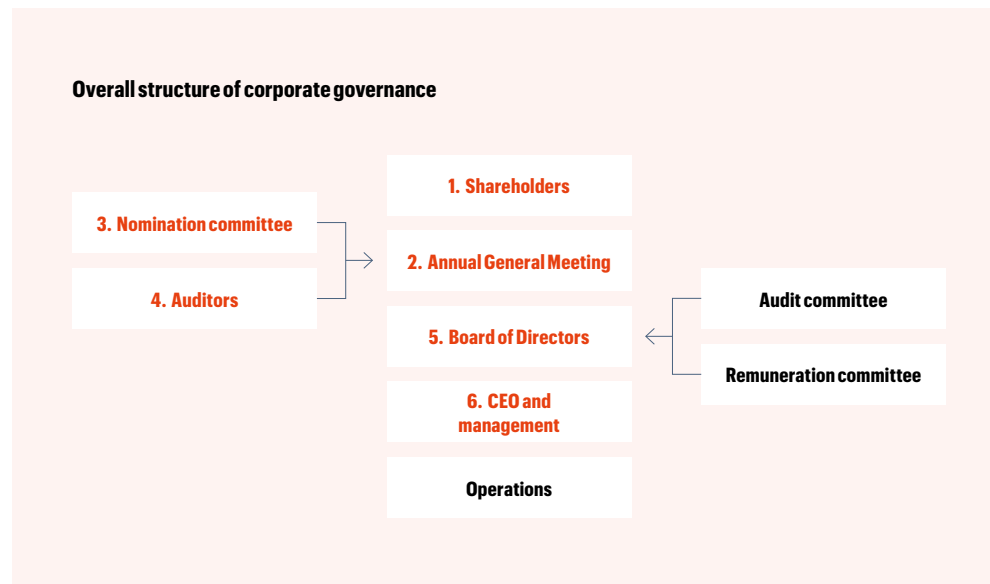 Overall structure of corporate governance
1. Shareholders
3. Nomination committee
2. Annual General Meeting
4. Auditors
Audit committee
5. Board of Directors
Remuneration committee
6. CEO and
management
Operations